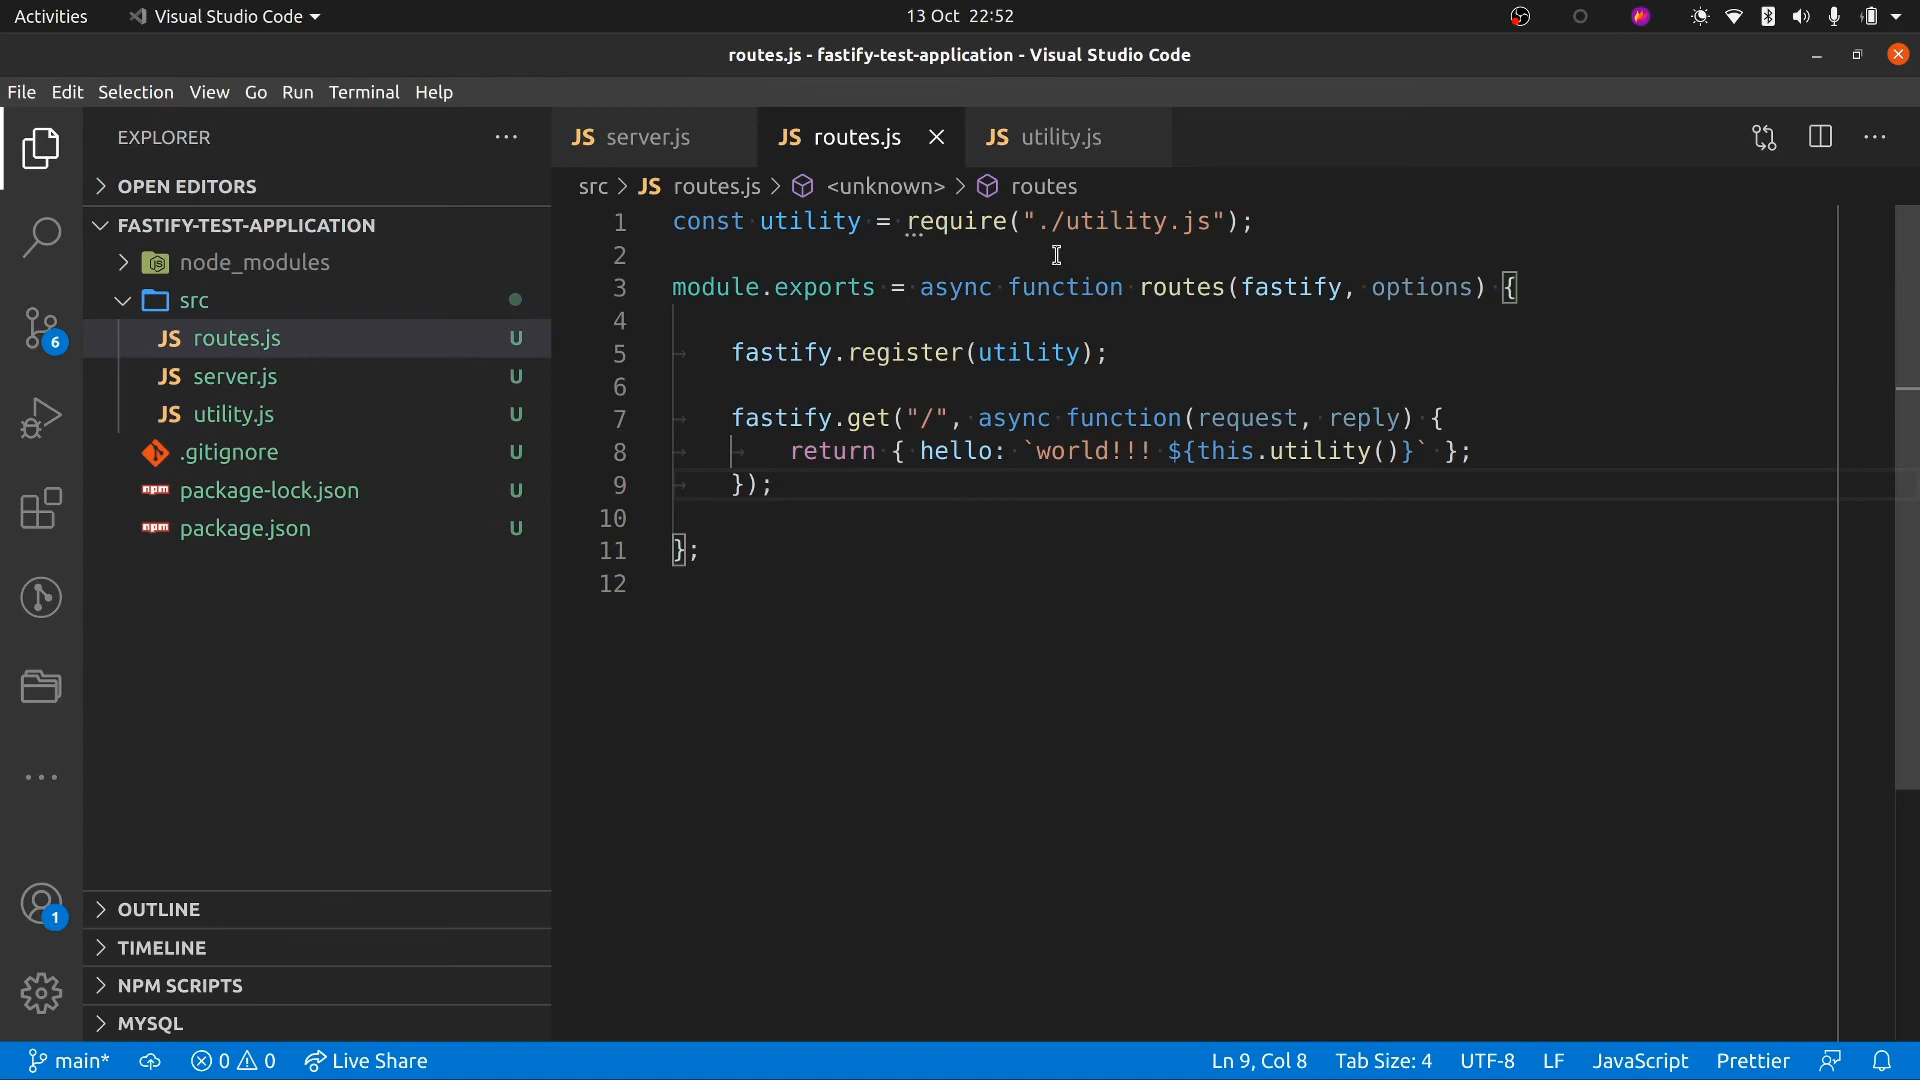 Activities
Visual Studio Code
13 Oct 22:52
routes.js - fastify-test-application - Visual Studio Code
File Edit Selection View Go Run Terminal Help
EXPLORER
OPEN EDITORS
FASTIFY-TEST-APPLICATION
node_modules
src
JS routes.js U
JS server.js U
JS utility.js U
.gitignore U
npm package-lock.json U
npm package.json U
6
1
OUTLINE
TIMELINE
NPM SCRIPTS
MYSQL
JS server.js
JS routes.js
JS utility.js
src > JS routes.js > <unknown> > routes
1 const utility = require("./utility.js");
2
3 module.exports = async function routes(fastify, options) {
4
5 fastify.register(utility);
6
7 fastify.get("/", async function(request, reply) {
8 return { hello: `world!!! ${this.utility()}` };
9 });
10
11 };
12
main* 0 0 Live Share
Ln 9, Col 8 Tab Size: 4 UTF-8 LF JavaScript Prettier